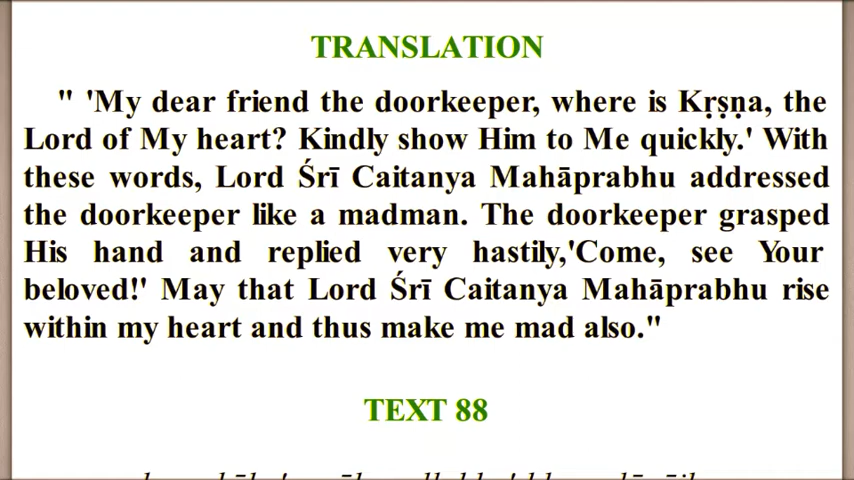 TRANSLATION
" 'My dear friend the doorkeeper, where is Kṛṣṇa, the
Lord of My heart? Kindly show Him to Me quickly.' With
these words, Lord Śrī Caitanya Mahāprabhu addressed
the doorkeeper like a madman. The doorkeeper grasped
His hand and replied very hastily,'Come, see Your
beloved!' May that Lord Śrī Caitanya Mahāprabhu rise
within my heart and thus make me mad also."
TEXT 88